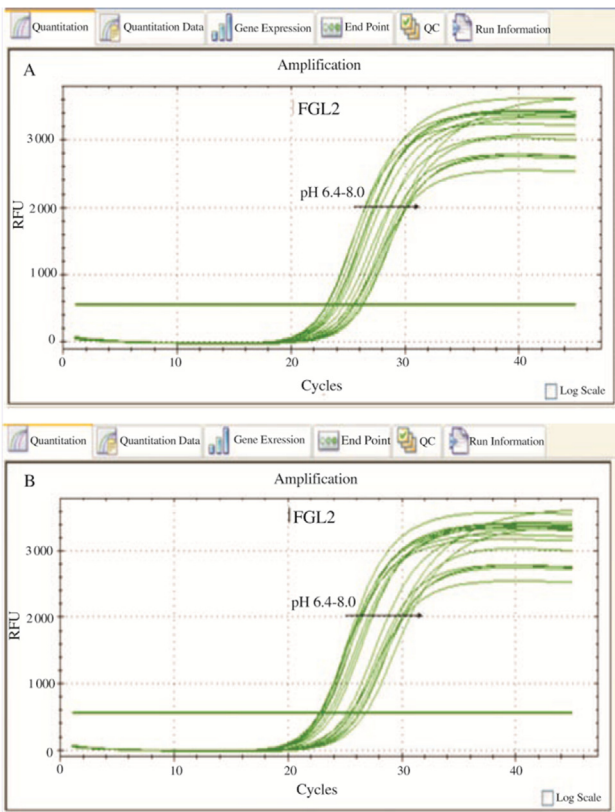 Quantitation Quantitation Data Gene Expression End Point QC Run Information
A
Amplification
FGL2
pH 6.4-8.0
RFU
3 000
2 000
1 000
0
0 10 20 30 40
Cycles
Log Scale
Quantitation Quantitation Data Gene Exression End Point QC Run Information
B
Amplification
FGL2
pH 6.4-8.0
RFU
3 000
2 000
1 000
0
0 10 20 30 40
Cycles
Log Scale